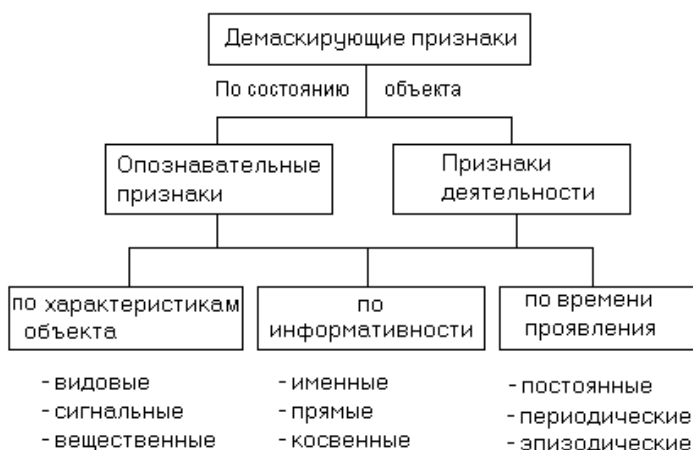 Демаскирующие признаки
По состоянию объекта
Опознавательные
признаки
Признаки
деятельности
по характеристикам
объекта
по
информативности
по времени
проявления
- видовые
- сигнальные
- вещественные
- именные
- прямые
- косвенные
- постоянные
- периодические
- эпизодические